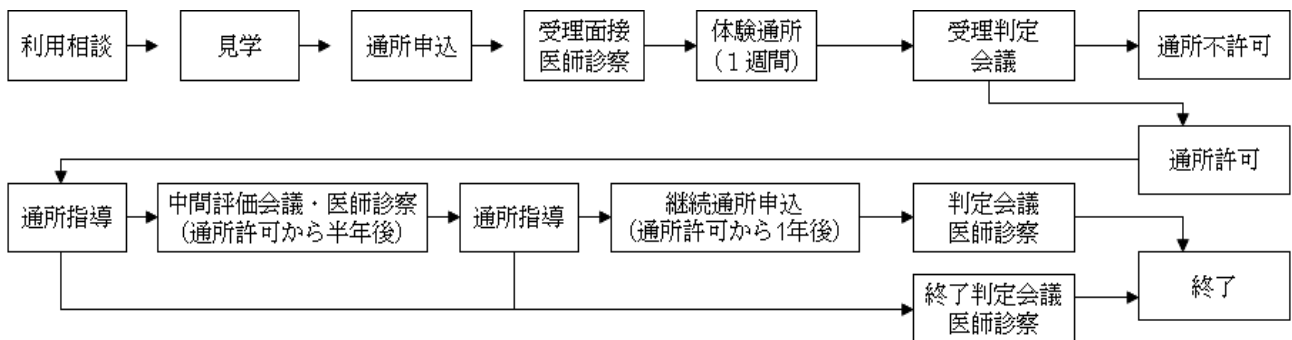 利用相談
見学
通所申込
受理面接
医師診察
体験通所
(1週間)
受理判定
会議
通所不許可
通所許可
通所指導
中間評価会議・医師診察
(通所許可から半年後)
通所指導
継続通所申込
(通所許可から1年後)
判定会議
医師診察
終了
終了判定会議
医師診察